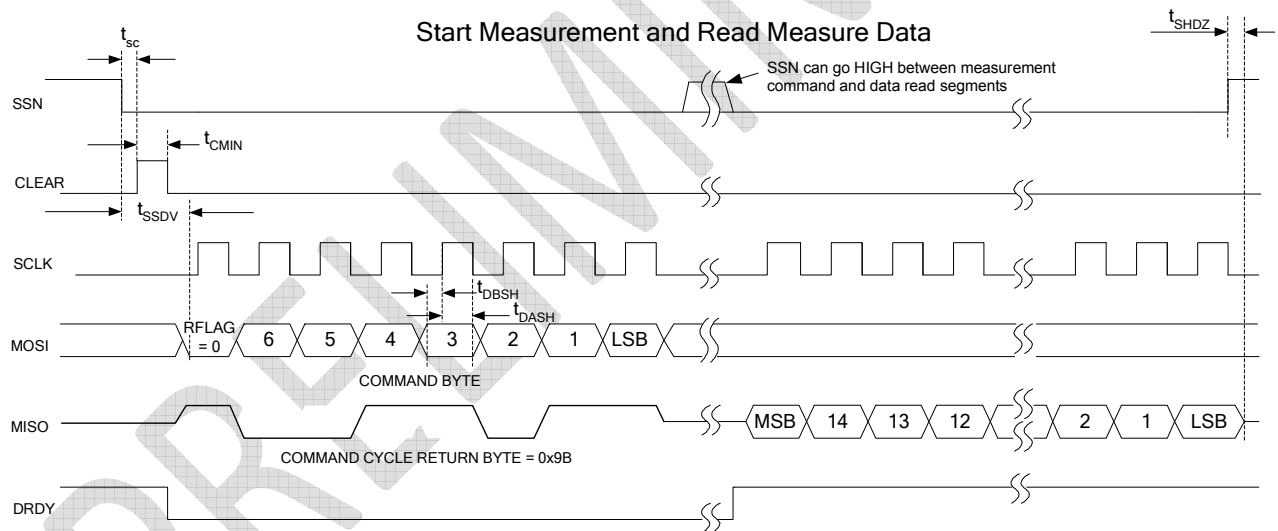 Start Measurement and Read Measure Data
t_SHDZ
t_sc
SSN can go HIGH between measurement
command and data read segments
SSN
t_CMIN
CLEAR
t_SSDV
SCLK
t_DBSH
t_DASH
MOSI
RFLAG
= 0
6 5 4 3 2 1 LSB
COMMAND BYTE
MISO
MSB 14 13 12 2 1 LSB
COMMAND CYCLE RETURN BYTE = 0x9B
DRDY